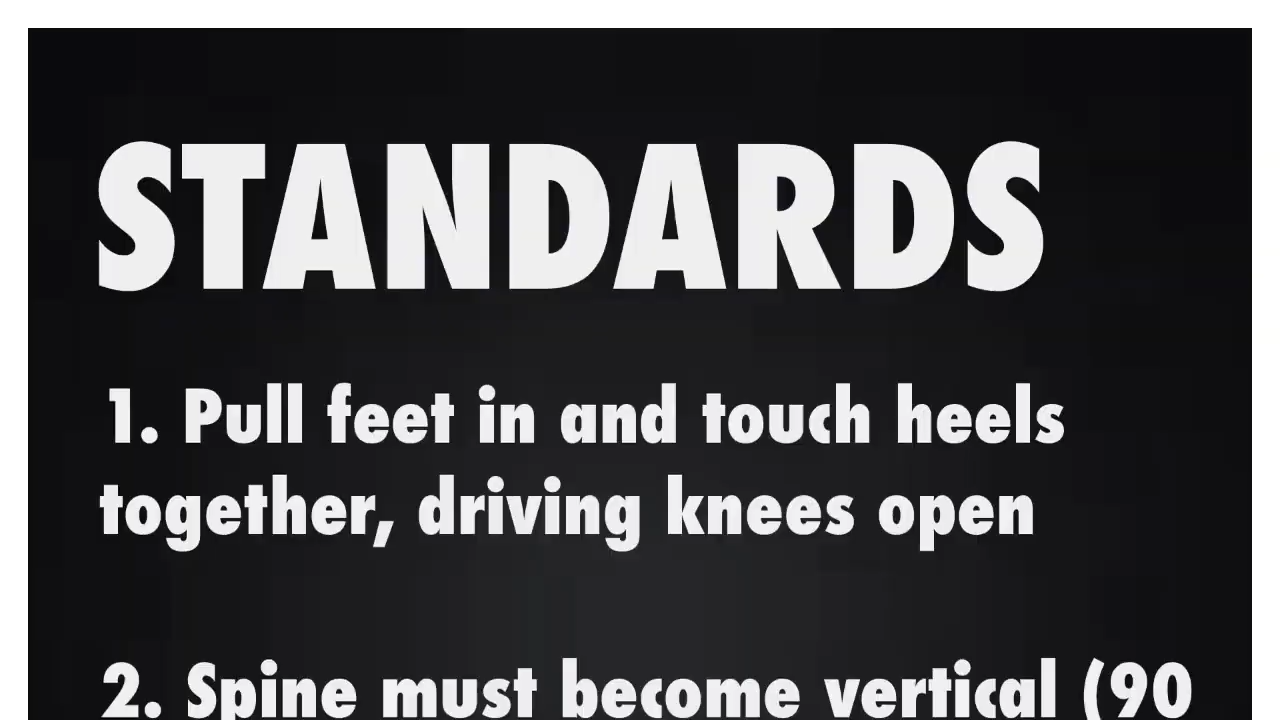 STANDARDS
1. Pull feet in and touch heels
together, driving knees open
2. Spine must become vertical (90